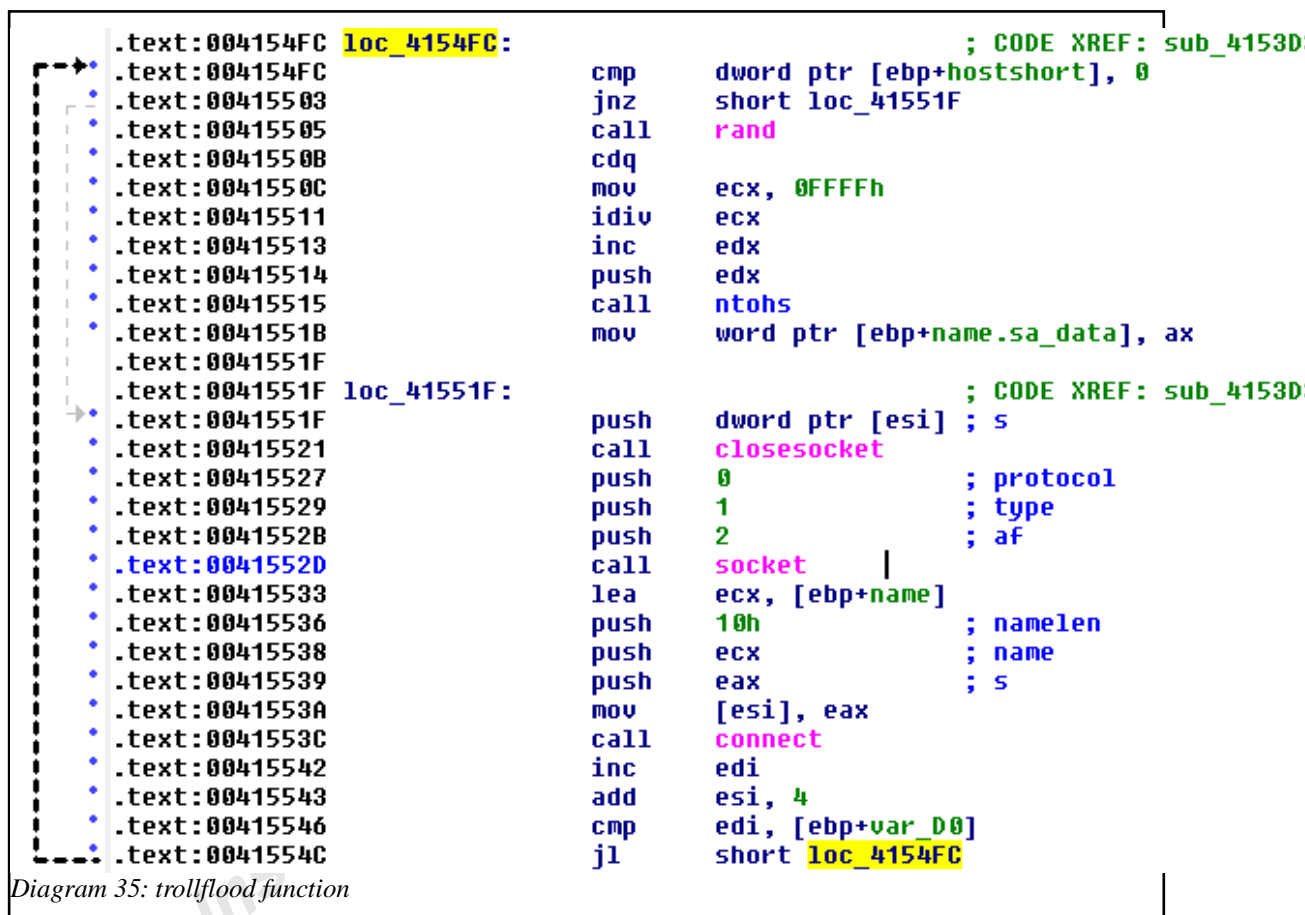 .text:004154FC loc_4154FC: ; CODE XREF: sub_4153D
.text:004154FC cmp dword ptr [ebp+hostshort], 0
.text:00415503 jnz short loc_41551F
.text:00415505 call rand
.text:0041550B cdq
.text:0041550C mov ecx, 0FFFFh
.text:00415511 idiv ecx
.text:00415513 inc edx
.text:00415514 push edx
.text:00415515 call ntohs
.text:0041551B mov word ptr [ebp+name.sa_data], ax
.text:0041551F
.text:0041551F loc_41551F: ; CODE XREF: sub_4153D
.text:0041551F push dword ptr [esi] ; s
.text:00415521 call closesocket
.text:00415527 push 0 ; protocol
.text:00415529 push 1 ; type
.text:0041552B push 2 ; af
.text:0041552D call socket
.text:00415533 lea ecx, [ebp+name]
.text:00415536 push 10h ; namelen
.text:00415538 push ecx ; name
.text:00415539 push eax ; s
.text:0041553A mov [esi], eax
.text:0041553C call connect
.text:00415542 inc edi
.text:00415543 add esi, 4
.text:00415546 cmp edi, [ebp+var_D0]
.text:0041554C jl short loc_4154FC
Diagram 35: trollflood function